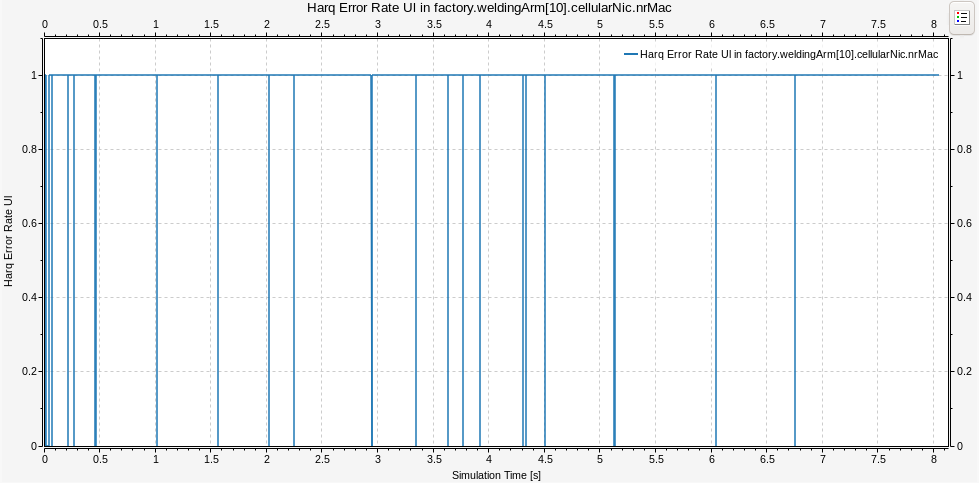 Harq Error Rate Ul in factory.weldingArm[10].cellularNic.nrMac
0 0.5 1 1.5 2 2.5 3 3.5 4 4.5 5 5.5 6 6.5 7 7.5 8
Harq Error Rate Ul in factory.weldingArm[10].cellularNic.nrMac
1 1
0.8 0.8
0.6 0.6
Harq Error Rate Ul
0.4 0.4
0.2 0.2
0 0
0 0.5 1 1.5 2 2.5 3 3.5 4 4.5 5 5.5 6 6.5 7 7.5 8
Simulation Time [s]